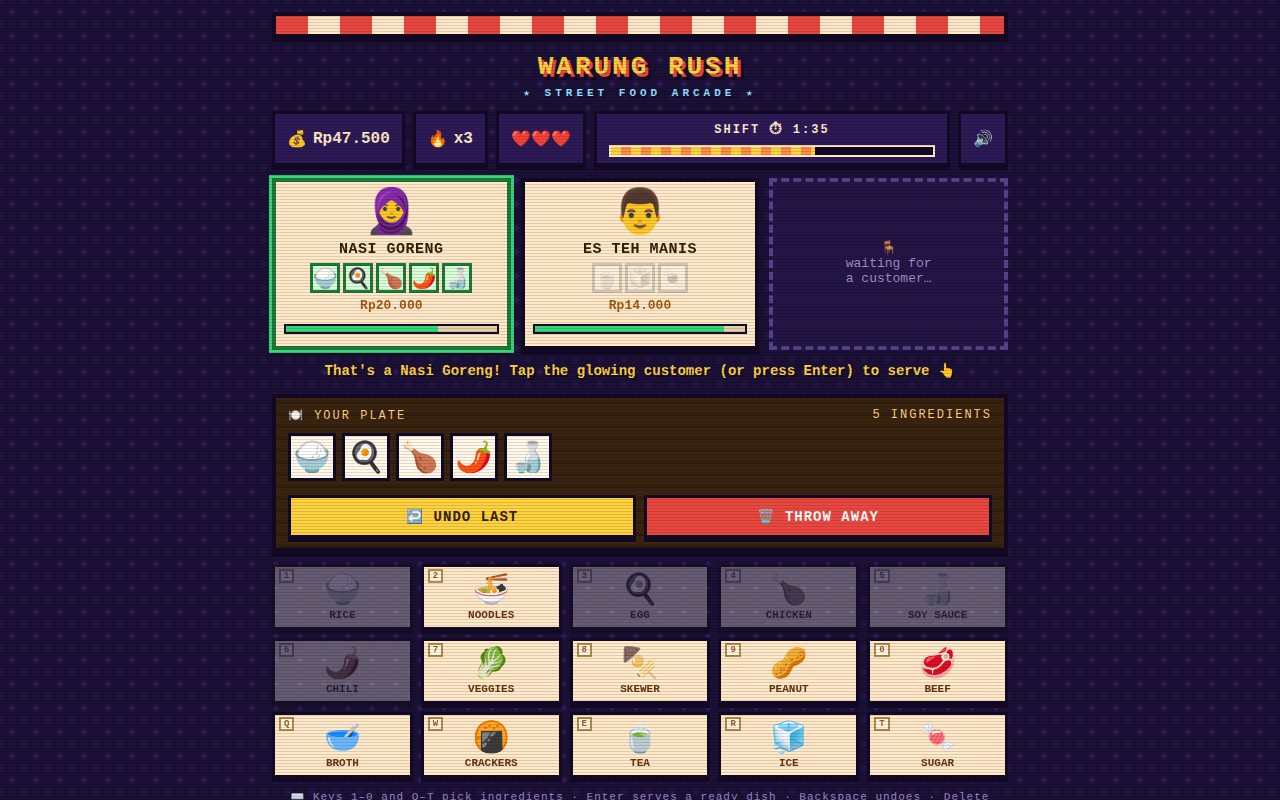 WARUNG RUSH
★ STREET FOOD ARCADE ★
💰 Rp47.500
🔥 x3
SHIFT ⏱ 1:35
NASI GORENG
Rp20.000
ES TEH MANIS
Rp14.000
waiting for
a customer…
That's a Nasi Goreng! Tap the glowing customer (or press Enter) to serve 👆
🍽 YOUR PLATE
5 INGREDIENTS
↩️ UNDO LAST
🗑 THROW AWAY
1
RICE
2
NOODLES
3
EGG
4
CHICKEN
5
SOY SAUCE
6
CHILI
7
VEGGIES
8
SKEWER
9
PEANUT
0
BEEF
Q
BROTH
W
CRACKERS
E
TEA
R
ICE
T
SUGAR
⌨️ Keys 1–0 and Q–T pick ingredients · Enter serves a ready dish · Backspace undoes · Delete